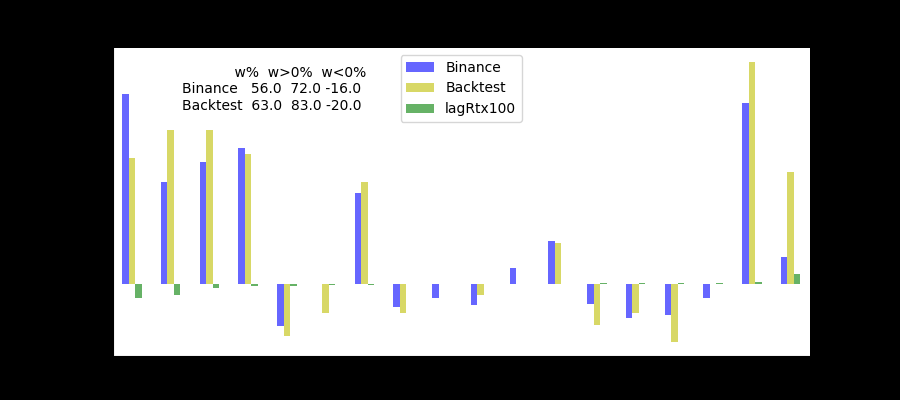 w%  w>0%  w<0%
Binance   56.0  72.0 -16.0
Backtest  63.0  83.0 -20.0
Binance
Backtest
lagRtx100